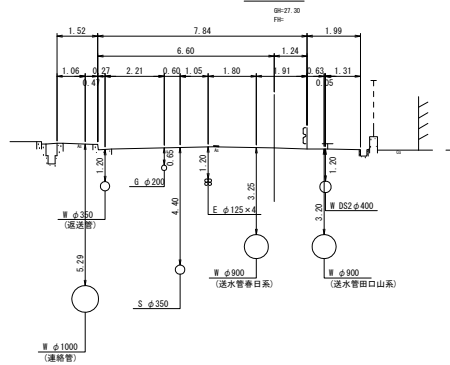 GH=27.30
FH=
1.52 7.84 1.99
6.60 1.24
1.06 0.27 2.21 0.60 1.05 1.80 1.91 0.63 1.31
0.47 0.05
1.20 0.65 1.20 3.25 1.20
G φ200
4.40
W φ350
(返送管)
E φ125×4
3.20
W DS2φ400
5.29
W φ900
(送水管春日系)
W φ900
(送水管田口山系)
S φ350
W φ1000
(連絡管)